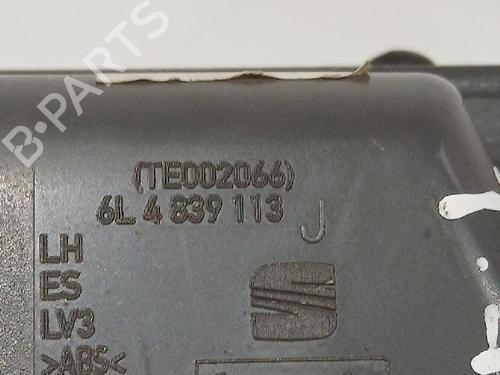 B-PARTS
(TE002066)
6L 4 839 113 J
LH
ES
LV3
>ABS<